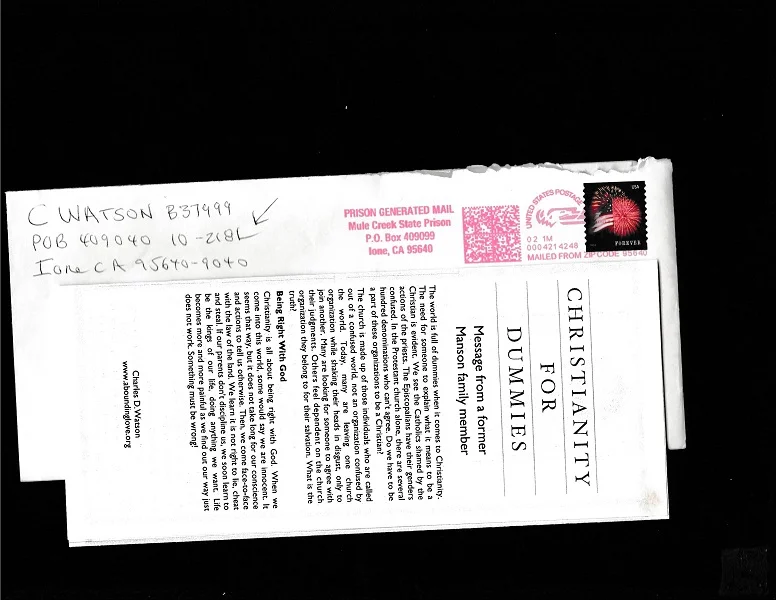 C WATSON B37999
POB 409040 10-218L
Ione CA 95640-9040
PRISON GENERATED MAIL
Mule Creek State Prison
P.O. Box 409099
Ione, CA 95640
UNITED STATES POSTAGE
02 1M
0004214248
MAILED FROM ZIP CODE 95640
USA
FOREVER
CHRISTIANITY
FOR
DUMMIES
Message from a former
Manson family member
The world is full of dummies when it comes to Christianity.
The need for someone to explain what it means to be a
Christian is evident. We see the Catholics shamed by the
actions of the priests. The Episcopalians have their genders
confused. In the Protestant church alone, there are several
hundred denominations who can't agree. Do we have to be
a part of these organizations to be a Christian?
The church is made up of those individuals who are called
out of a confused world, not an organization confused by
the world. Today, many are leaving one church
organization while shaking their heads in disgust, only to
join another. Many are looking for someone to agree with
their judgments. Others feel dependent on the church
organization they belong to for their salvation. What is the
truth?
Being Right With God
Christianity is all about being right with God. When we
come into this world, some would say we are innocent. It
seems that way, but it does not take long for our conscience
and actions to tell us otherwise. Then, we come face-to-face
with the law of the land. We learn it is not right to lie, cheat
and steal. If our parents don't discipline us, we soon learn to
be the kings of our life, doing anything we want. Life
becomes more and more painful as we find out our way just
does not work. Something must be wrong!
Charles D. Watson
www.aboundinglove.org